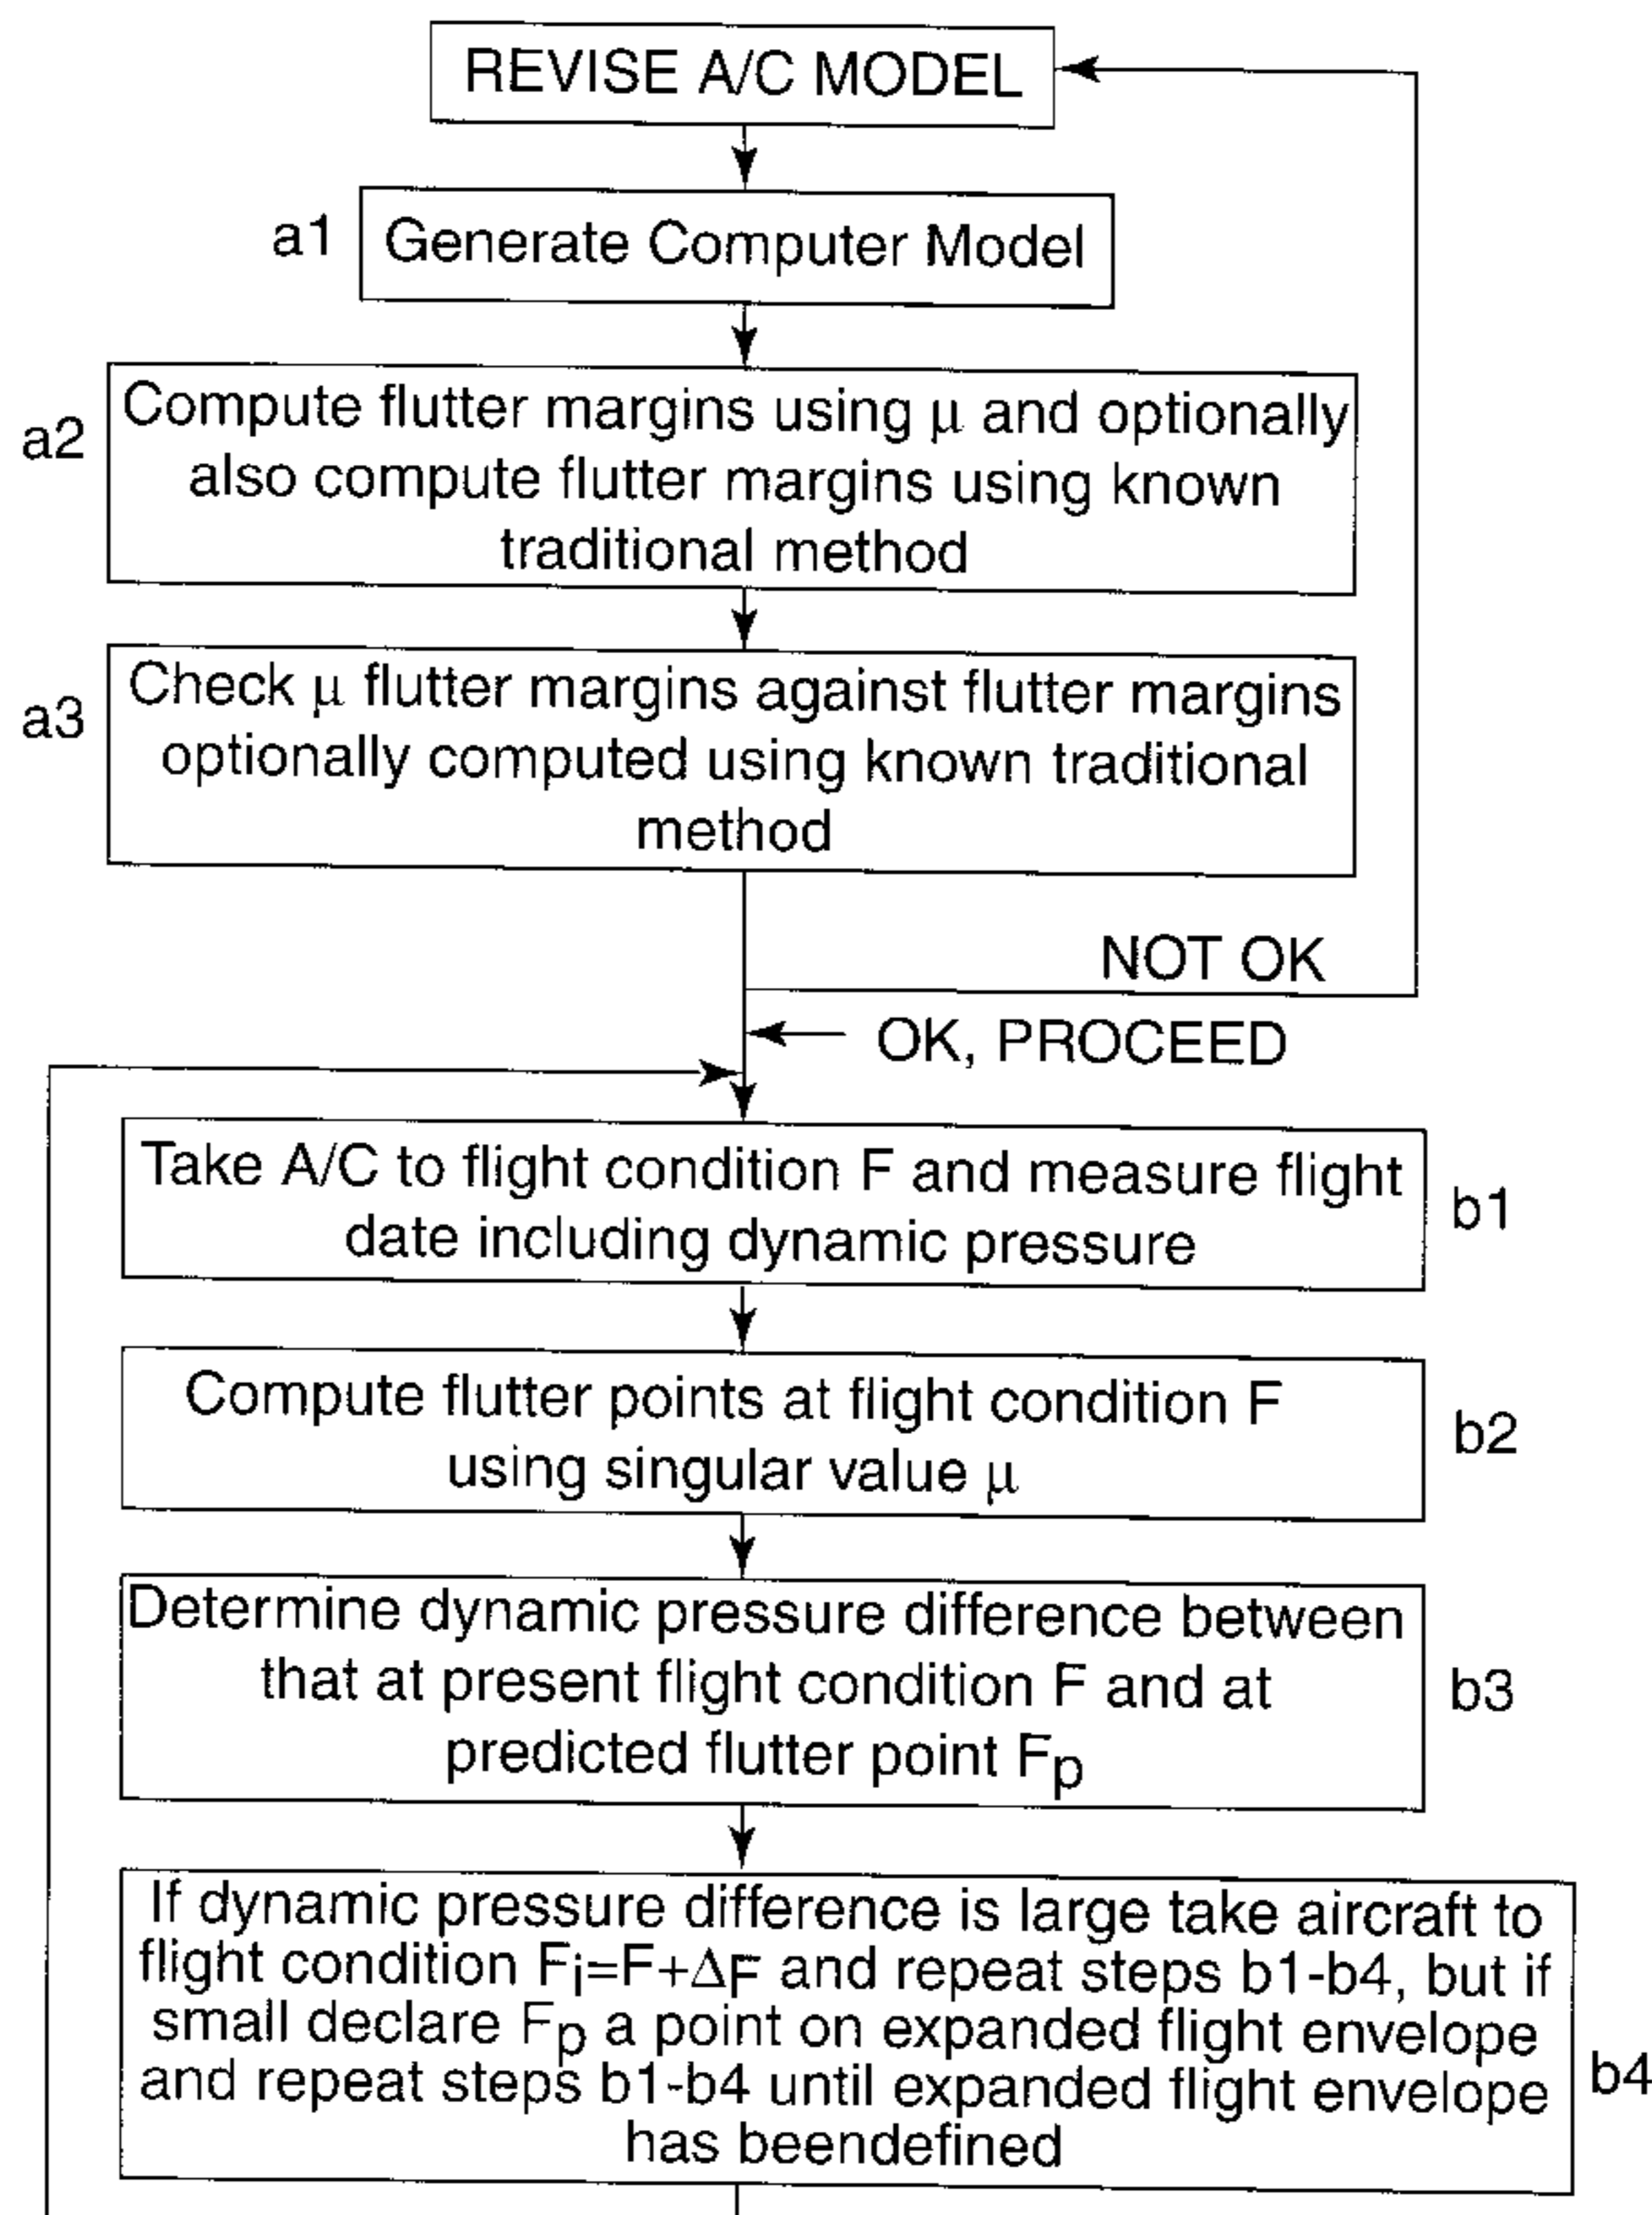 REVISE A/C MODEL
a1
Generate Computer Model
a2
Compute flutter margins using μ and optionally
also compute flutter margins using known
traditional method
a3
Check μ flutter margins against flutter margins
optionally computed using known traditional
method
NOT OK
OK, PROCEED
Take A/C to flight condition F and measure flight
date including dynamic pressure
b1
Compute flutter points at flight condition F
using singular value μ
b2
Determine dynamic pressure difference between
that at present flight condition F and at
predicted flutter point Fp
b3
If dynamic pressure difference is large take aircraft to
flight condition Fi=F+ΔF and repeat steps b1-b4, but if
small declare Fp a point on expanded flight envelope
and repeat steps b1-b4 until expanded flight envelope
has beendefined
b4